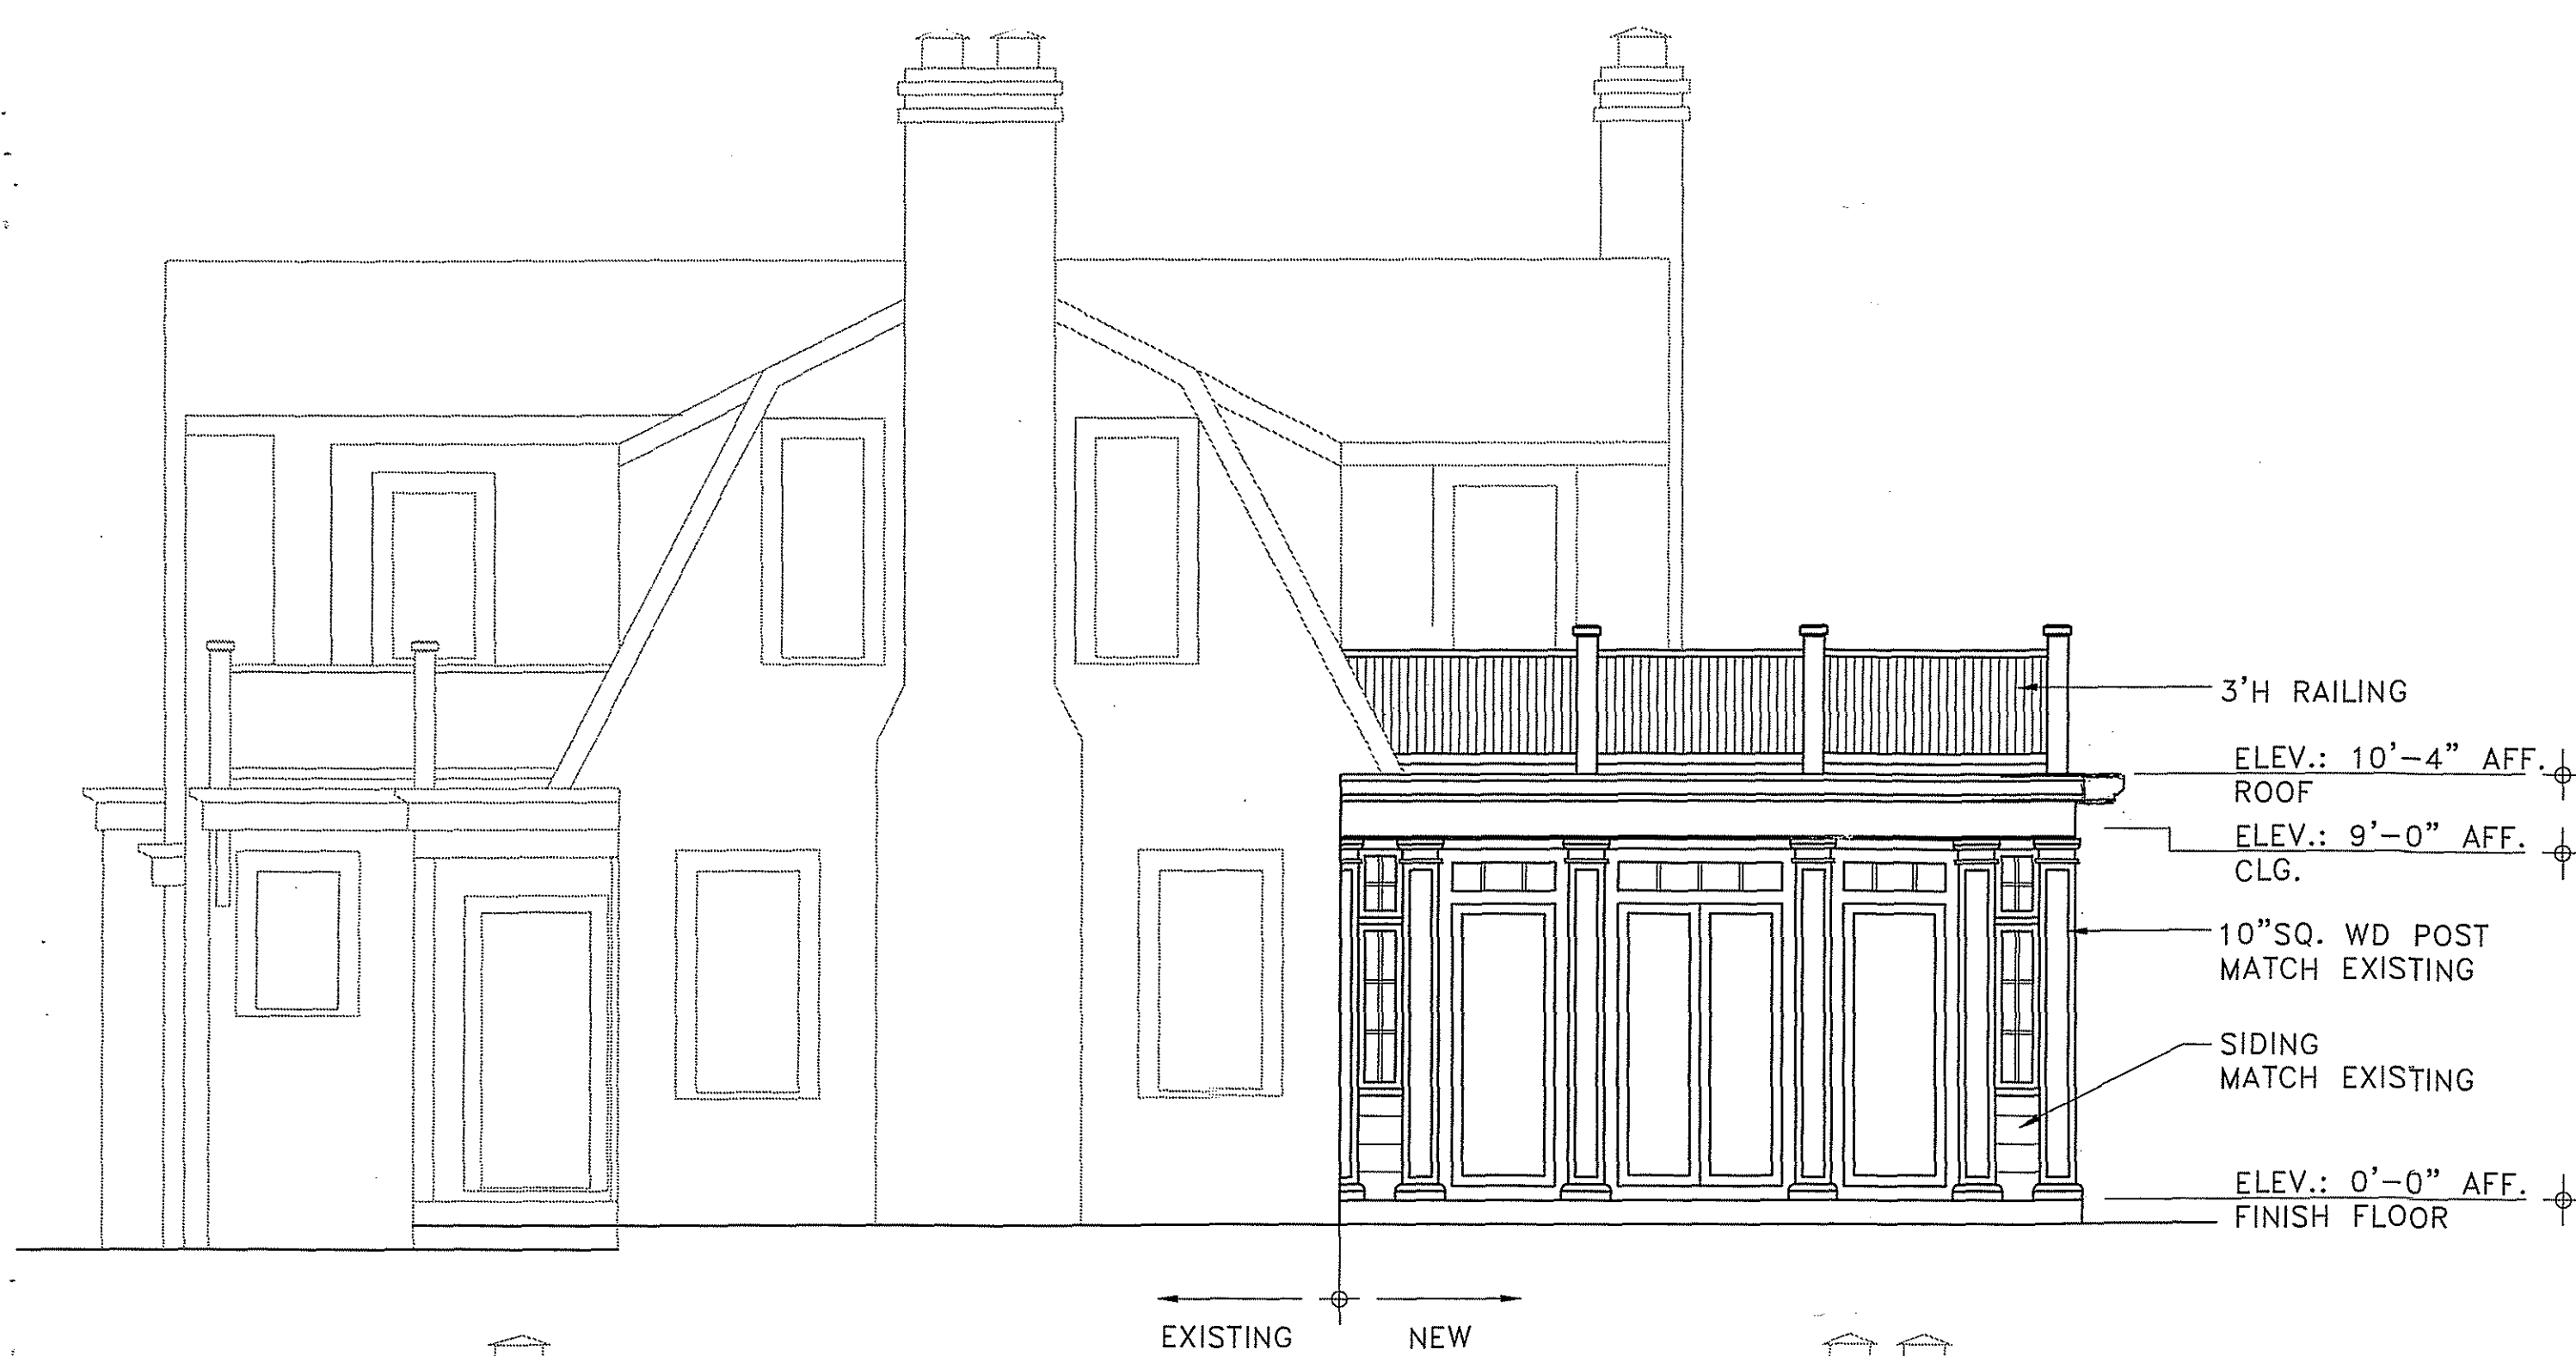 3'H RAILING
ELEV.: 10'-4" AFF.
ROOF
ELEV.: 9'-0" AFF.
CLG.
10"SQ. WD POST
MATCH EXISTING
SIDING
MATCH EXISTING
ELEV.: 0'-0" AFF.
FINISH FLOOR
EXISTING NEW